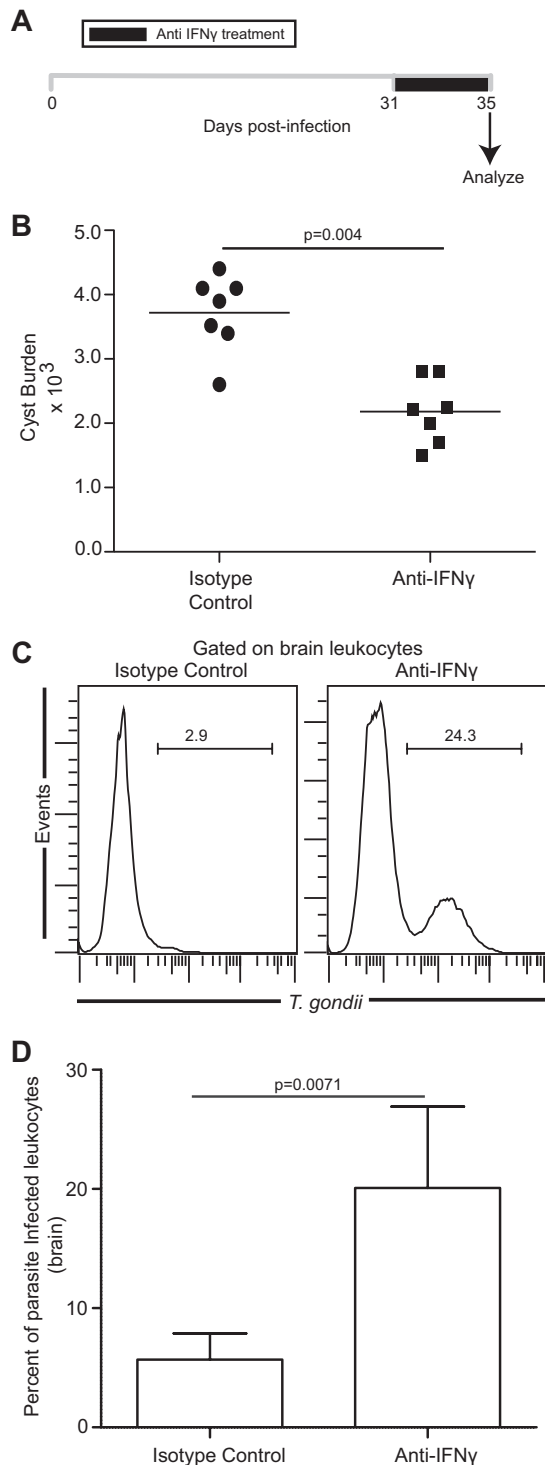 A
Anti IFNγ treatment
0
31
35
Days post-infection
Analyze
B
p=0.004
5.0
4.0
3.0
2.0
4.0
0.0
Cyst Burden
x 10³
Isotype
Control
Anti-IFNγ
C
Gated on brain leukocytes
Isotype Control
Anti-IFNγ
2.9
24.3
Events
T. gondii
D
p=0.0071
30
20
10
0
Percent of parasite Infected leukocytes
(brain)
Isotype Control
Anti-IFNγ